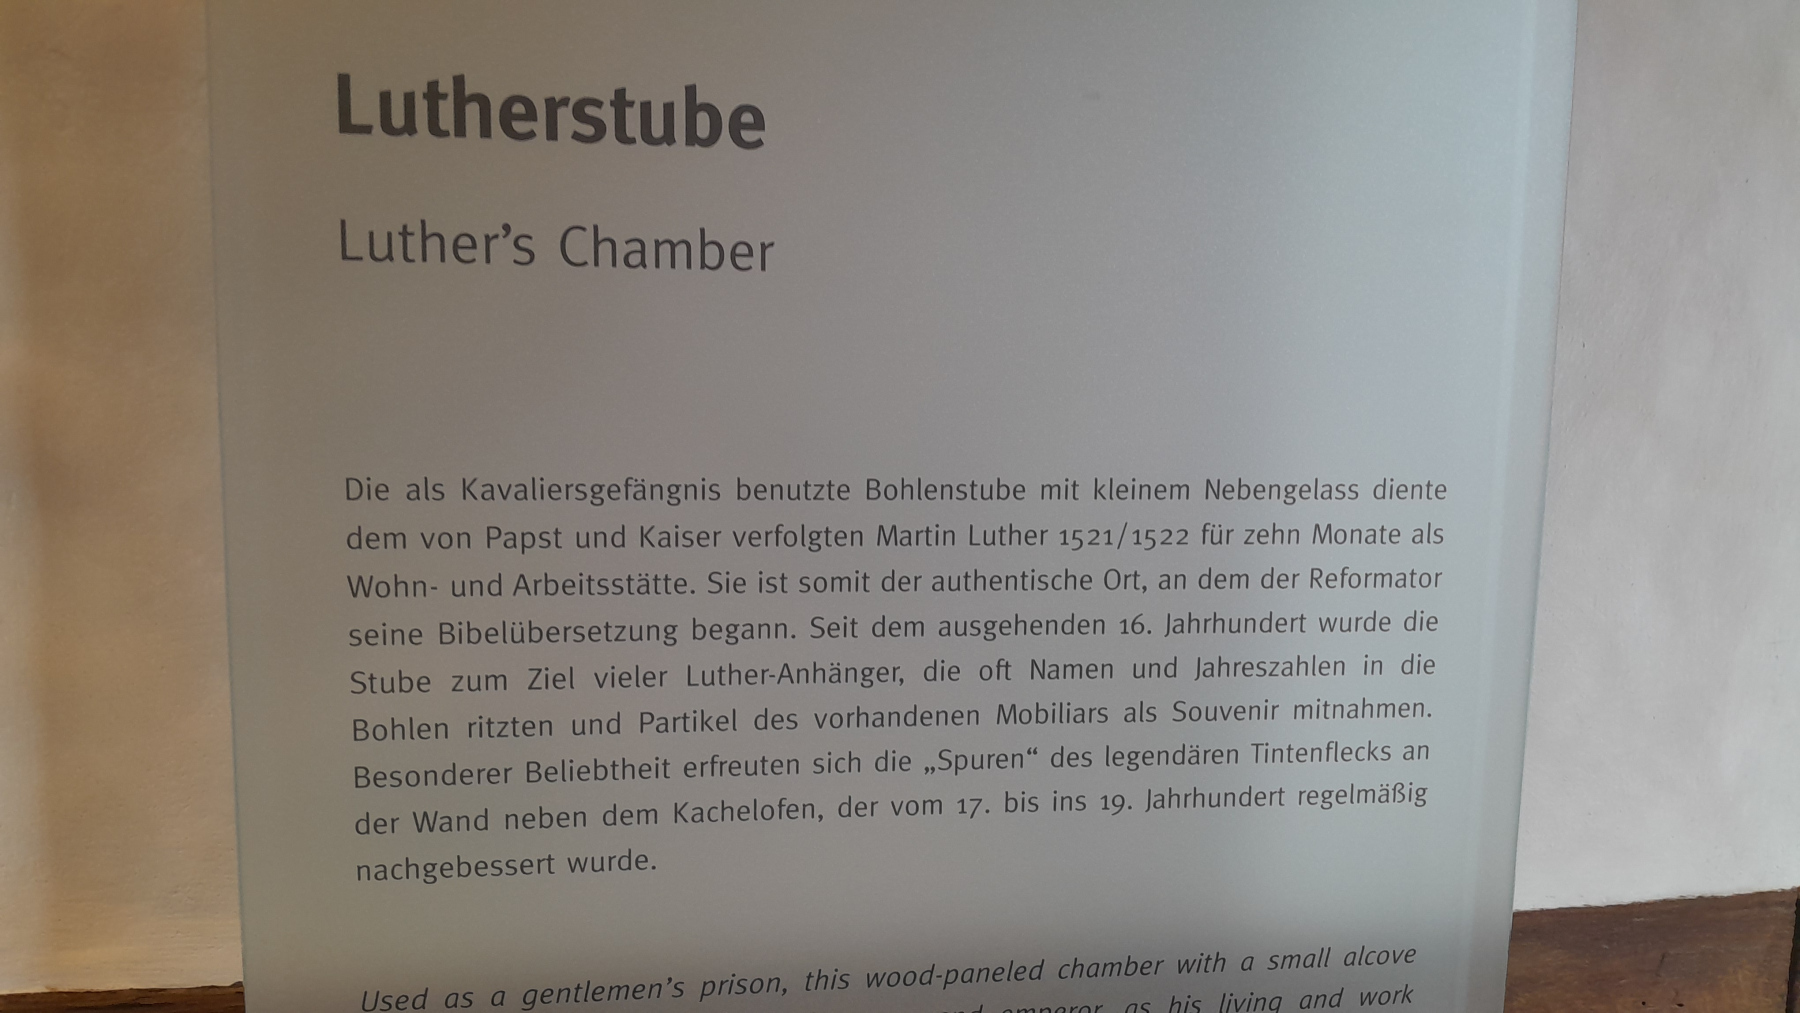 Lutherstube
Luther's Chamber
Die als Kavaliersgefängnis benutzte Bohlenstube mit kleinem Nebengelass diente
dem von Papst und Kaiser verfolgten Martin Luther 1521/1522 für zehn Monate als
Wohn- und Arbeitsstätte. Sie ist somit der authentische Ort, an dem der Reformator
seine Bibelübersetzung begann. Seit dem ausgehenden 16. Jahrhundert wurde die
Stube zum Ziel vieler Luther-Anhänger, die oft Namen und Jahreszahlen in die
Bohlen ritzten und Partikel des vorhandenen Mobiliars als Souvenir mitnahmen.
Besonderer Beliebtheit erfreuten sich die „Spuren“ des legendären Tintenflecks an
der Wand neben dem Kachelofen, der vom 17. bis ins 19. Jahrhundert regelmäßig
nachgebessert wurde.
Used as a gentlemen's prison, this wood-paneled chamber with a small alcove
emperor as his living and work